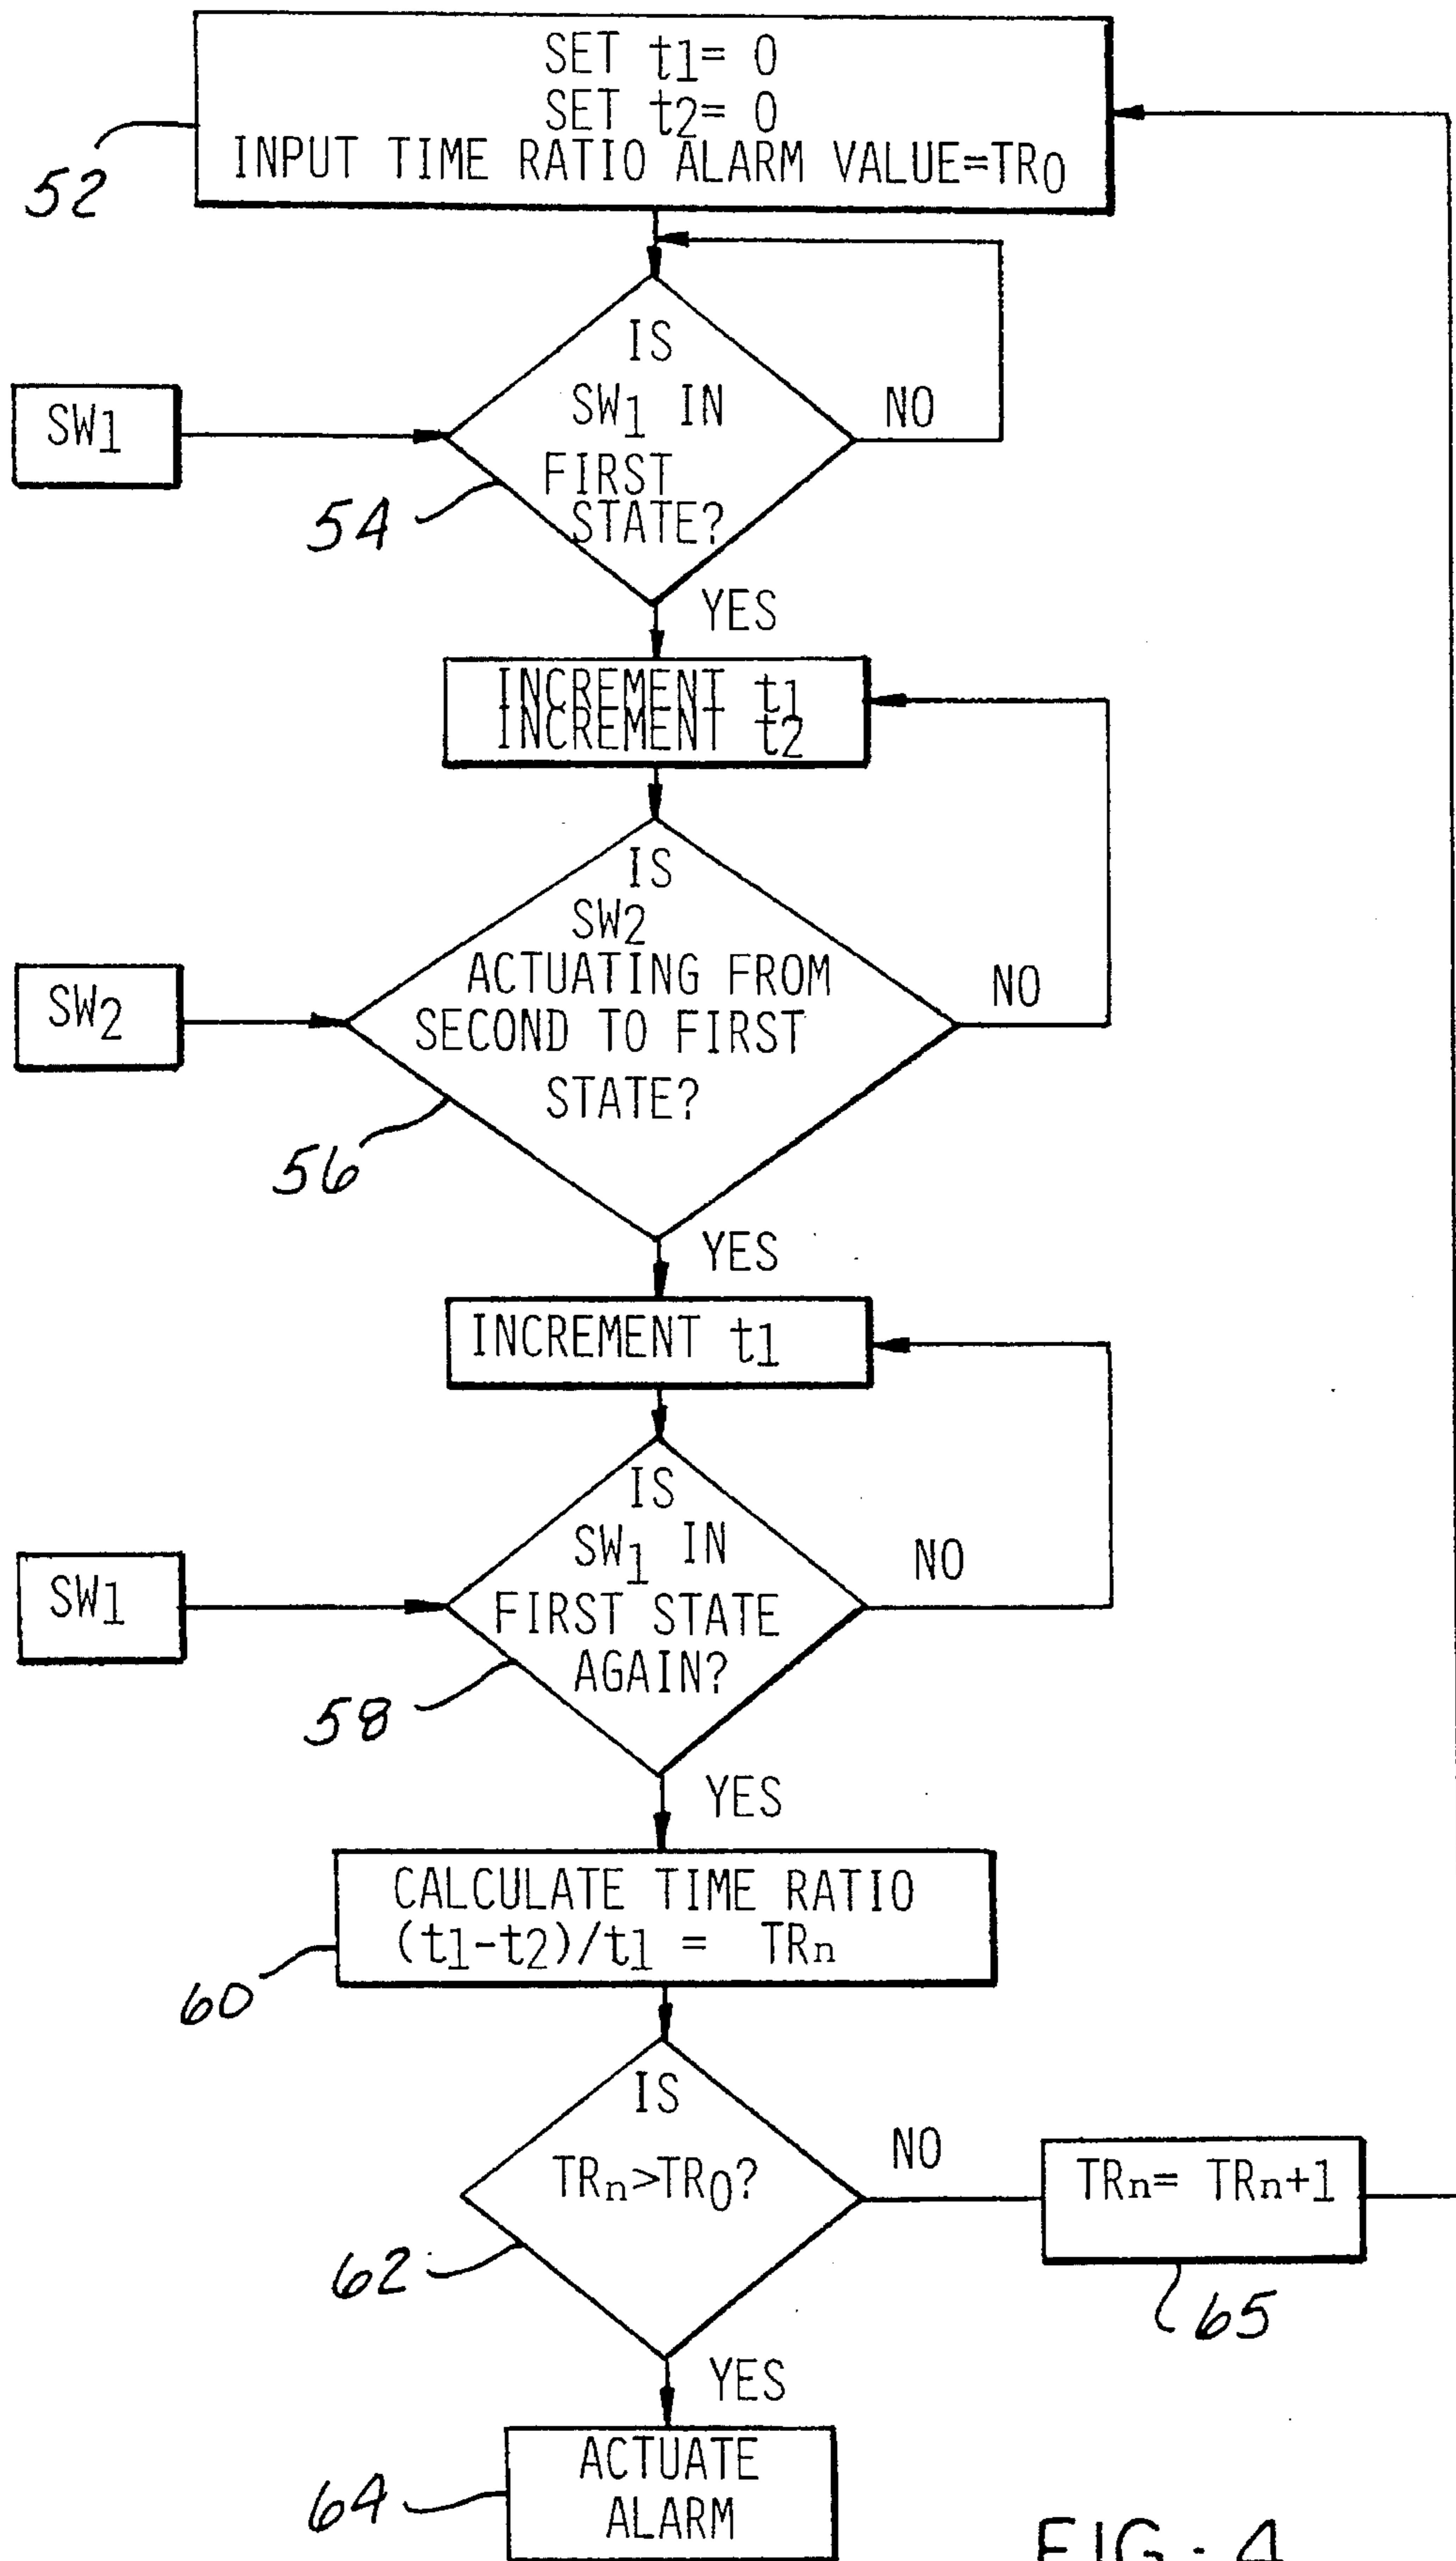 SET t1= 0
SET t2= 0
INPUT TIME RATIO ALARM VALUE=TR0
52
IS
SW1 IN
FIRST
STATE?
NO
SW1
54
YES
INCREMENT t1
INCREMENT t2
IS
SW2
ACTUATING FROM
SECOND TO FIRST
STATE?
NO
SW2
56
YES
INCREMENT t1
IS
SW1 IN
FIRST STATE
AGAIN?
NO
SW1
58
YES
CALCULATE TIME RATIO
(t1-t2)/t1 = TRn
60
IS
TRn>TR0?
NO
TRn= TRn+1
62
65
YES
ACTUATE
ALARM
64
FIG. 4